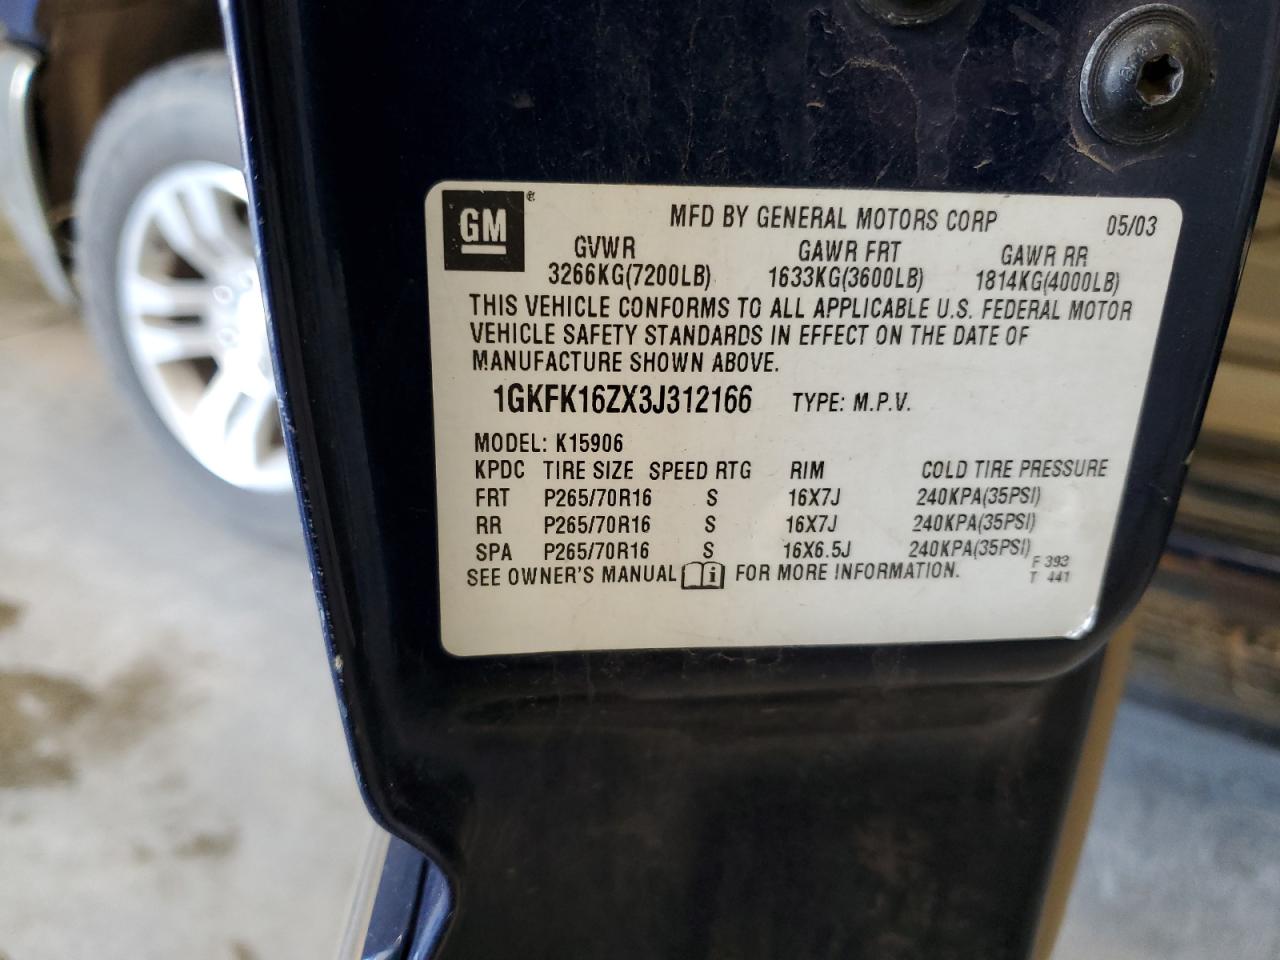 GM ®
MFD BY GENERAL MOTORS CORP 05/03
GVWR GAWR FRT GAWR RR
3266KG(7200LB) 1633KG(3600LB) 1814KG(4000LB)
THIS VEHICLE CONFORMS TO ALL APPLICABLE U.S. FEDERAL MOTOR
VEHICLE SAFETY STANDARDS IN EFFECT ON THE DATE OF
MANUFACTURE SHOWN ABOVE.
1GKFK16ZX3J312166 TYPE: M.P.V.
MODEL: K15906
KPDC TIRE SIZE SPEED RTG RIM COLD TIRE PRESSURE
FRT P265/70R16 S 16X7J 240KPA(35PSI)
RR P265/70R16 S 16X7J 240KPA(35PSI)
SPA P265/70R16 S 16X6.5J 240KPA(35PSI)
F 393
SEE OWNER'S MANUAL i FOR MORE INFORMATION. T 441